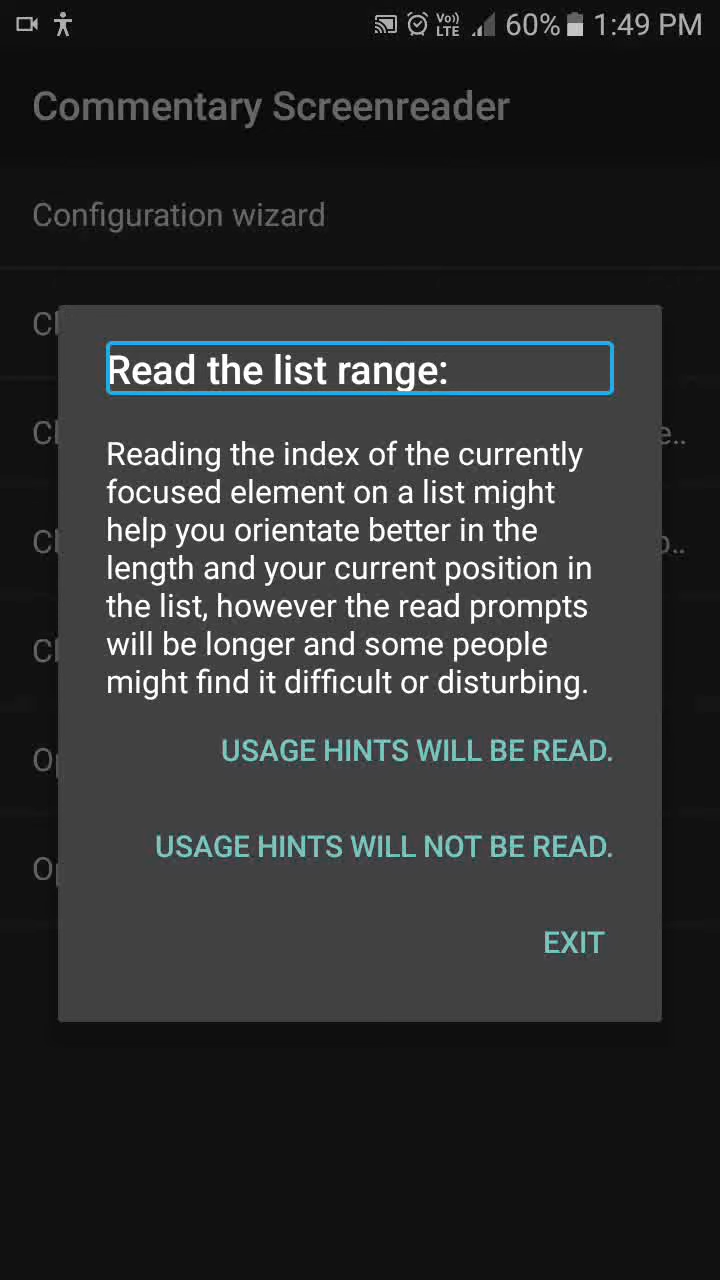 Vo))
LTE
60%
1:49 PM
Commentary Screenreader
Configuration wizard
Read the list range:
Reading the index of the currently
focused element on a list might
help you orientate better in the
length and your current position in
the list, however the read prompts
will be longer and some people
might find it difficult or disturbing.
USAGE HINTS WILL BE READ.
USAGE HINTS WILL NOT BE READ.
EXIT